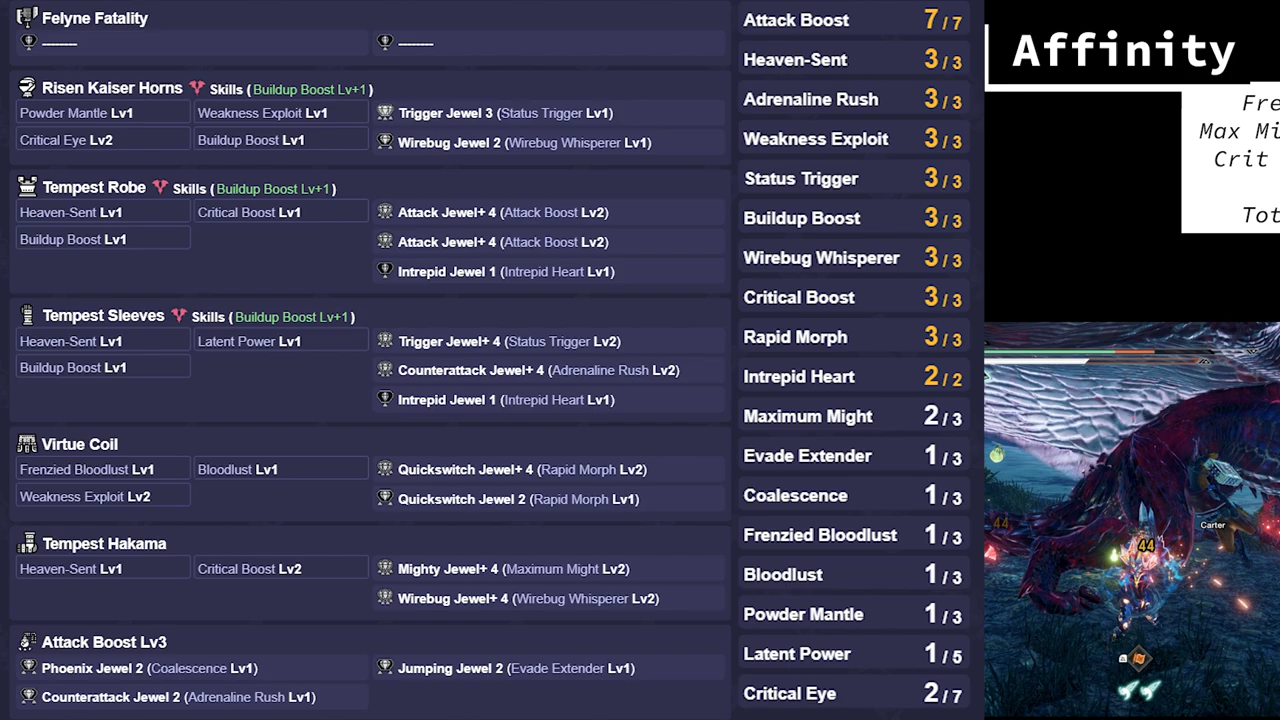 Felyne Fatality
--------
--------
Risen Kaiser Horns Skills ( Buildup Boost Lv+1 )
Powder Mantle Lv1
Weakness Exploit Lv1
Trigger Jewel 3 (Status Trigger Lv1)
Critical Eye Lv2
Buildup Boost Lv1
Wirebug Jewel 2 (Wirebug Whisperer Lv1)
Tempest Robe Skills ( Buildup Boost Lv+1 )
Heaven-Sent Lv1
Critical Boost Lv1
Attack Jewel+ 4 (Attack Boost Lv2)
Buildup Boost Lv1
Attack Jewel+ 4 (Attack Boost Lv2)
Intrepid Jewel 1 (Intrepid Heart Lv1)
Tempest Sleeves Skills ( Buildup Boost Lv+1 )
Heaven-Sent Lv1
Latent Power Lv1
Trigger Jewel+ 4 (Status Trigger Lv2)
Buildup Boost Lv1
Counterattack Jewel+ 4 (Adrenaline Rush Lv2)
Intrepid Jewel 1 (Intrepid Heart Lv1)
Virtue Coil
Frenzied Bloodlust Lv1
Bloodlust Lv1
Quickswitch Jewel+ 4 (Rapid Morph Lv2)
Weakness Exploit Lv2
Quickswitch Jewel 2 (Rapid Morph Lv1)
Tempest Hakama
Heaven-Sent Lv1
Critical Boost Lv2
Mighty Jewel+ 4 (Maximum Might Lv2)
Wirebug Jewel+ 4 (Wirebug Whisperer Lv2)
Attack Boost Lv3
Phoenix Jewel 2 (Coalescence Lv1)
Jumping Jewel 2 (Evade Extender Lv1)
Counterattack Jewel 2 (Adrenaline Rush Lv1)
Attack Boost 7 / 7
Heaven-Sent 3 / 3
Adrenaline Rush 3 / 3
Weakness Exploit 3 / 3
Status Trigger 3 / 3
Buildup Boost 3 / 3
Wirebug Whisperer 3 / 3
Critical Boost 3 / 3
Rapid Morph 3 / 3
Intrepid Heart 2 / 2
Maximum Might 2 / 3
Evade Extender 1 / 3
Coalescence 1 / 3
Frenzied Bloodlust 1 / 3
Bloodlust 1 / 3
Powder Mantle 1 / 3
Latent Power 1 / 5
Critical Eye 2 / 7
Affinity
Fre
Max Mi
Crit
Tot
44
Carter
44